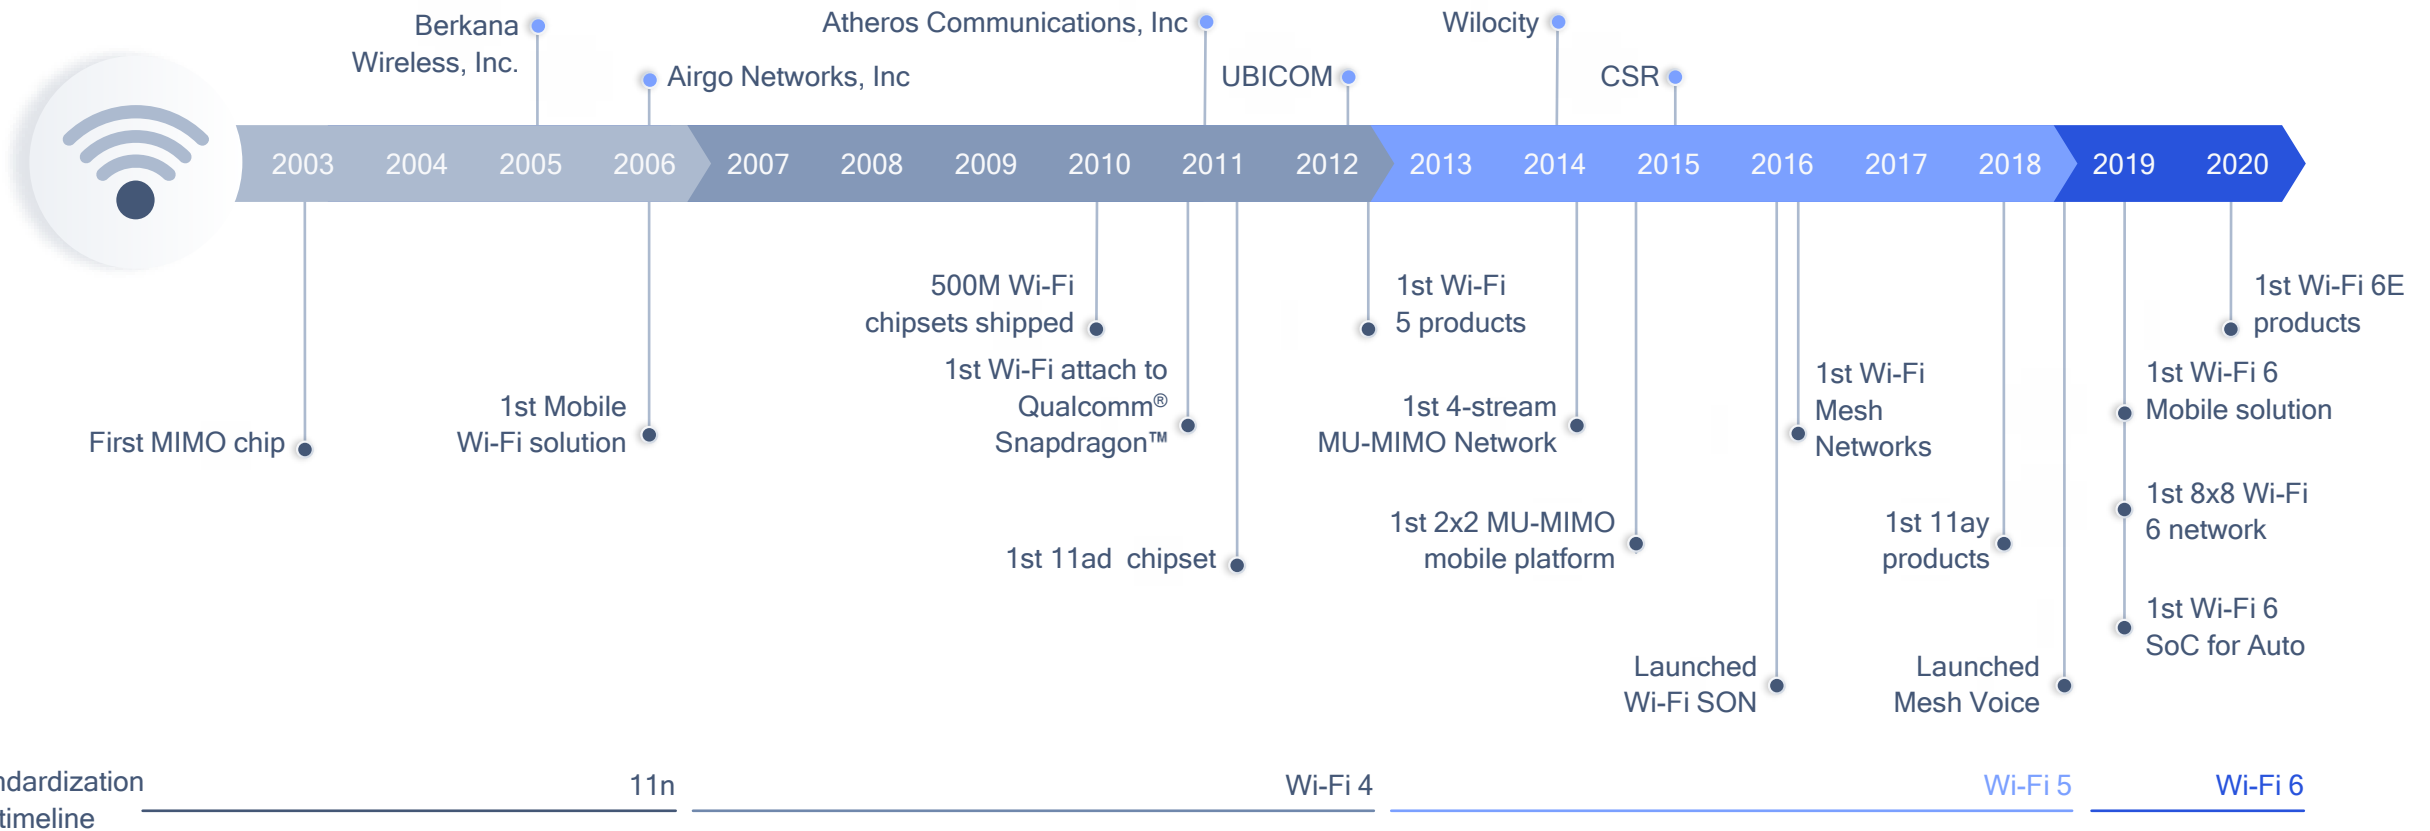 Berkana
Wireless, Inc.
Airgo Networks, Inc
Atheros Communications, Inc
UBICOM
Wilocity
CSR
2003 2004 2005 2006 2007 2008 2009 2010 2011 2012 2013 2014 2015 2016 2017 2018 2019 2020
First MIMO chip
1st Mobile
Wi-Fi solution
500M Wi-Fi
chipsets shipped
1st Wi-Fi attach to
Qualcomm®
Snapdragon™
1st 11ad chipset
1st Wi-Fi
5 products
1st 4-stream
MU-MIMO Network
1st 2x2 MU-MIMO
mobile platform
Launched
Wi-Fi SON
1st Wi-Fi
Mesh
Networks
1st 11ay
products
Launched
Mesh Voice
1st Wi-Fi 6
Mobile solution
1st 8x8 Wi-Fi
6 network
1st Wi-Fi 6
SoC for Auto
1st Wi-Fi 6E
products
ndardization
timeline
11n
Wi-Fi 4
Wi-Fi 5
Wi-Fi 6